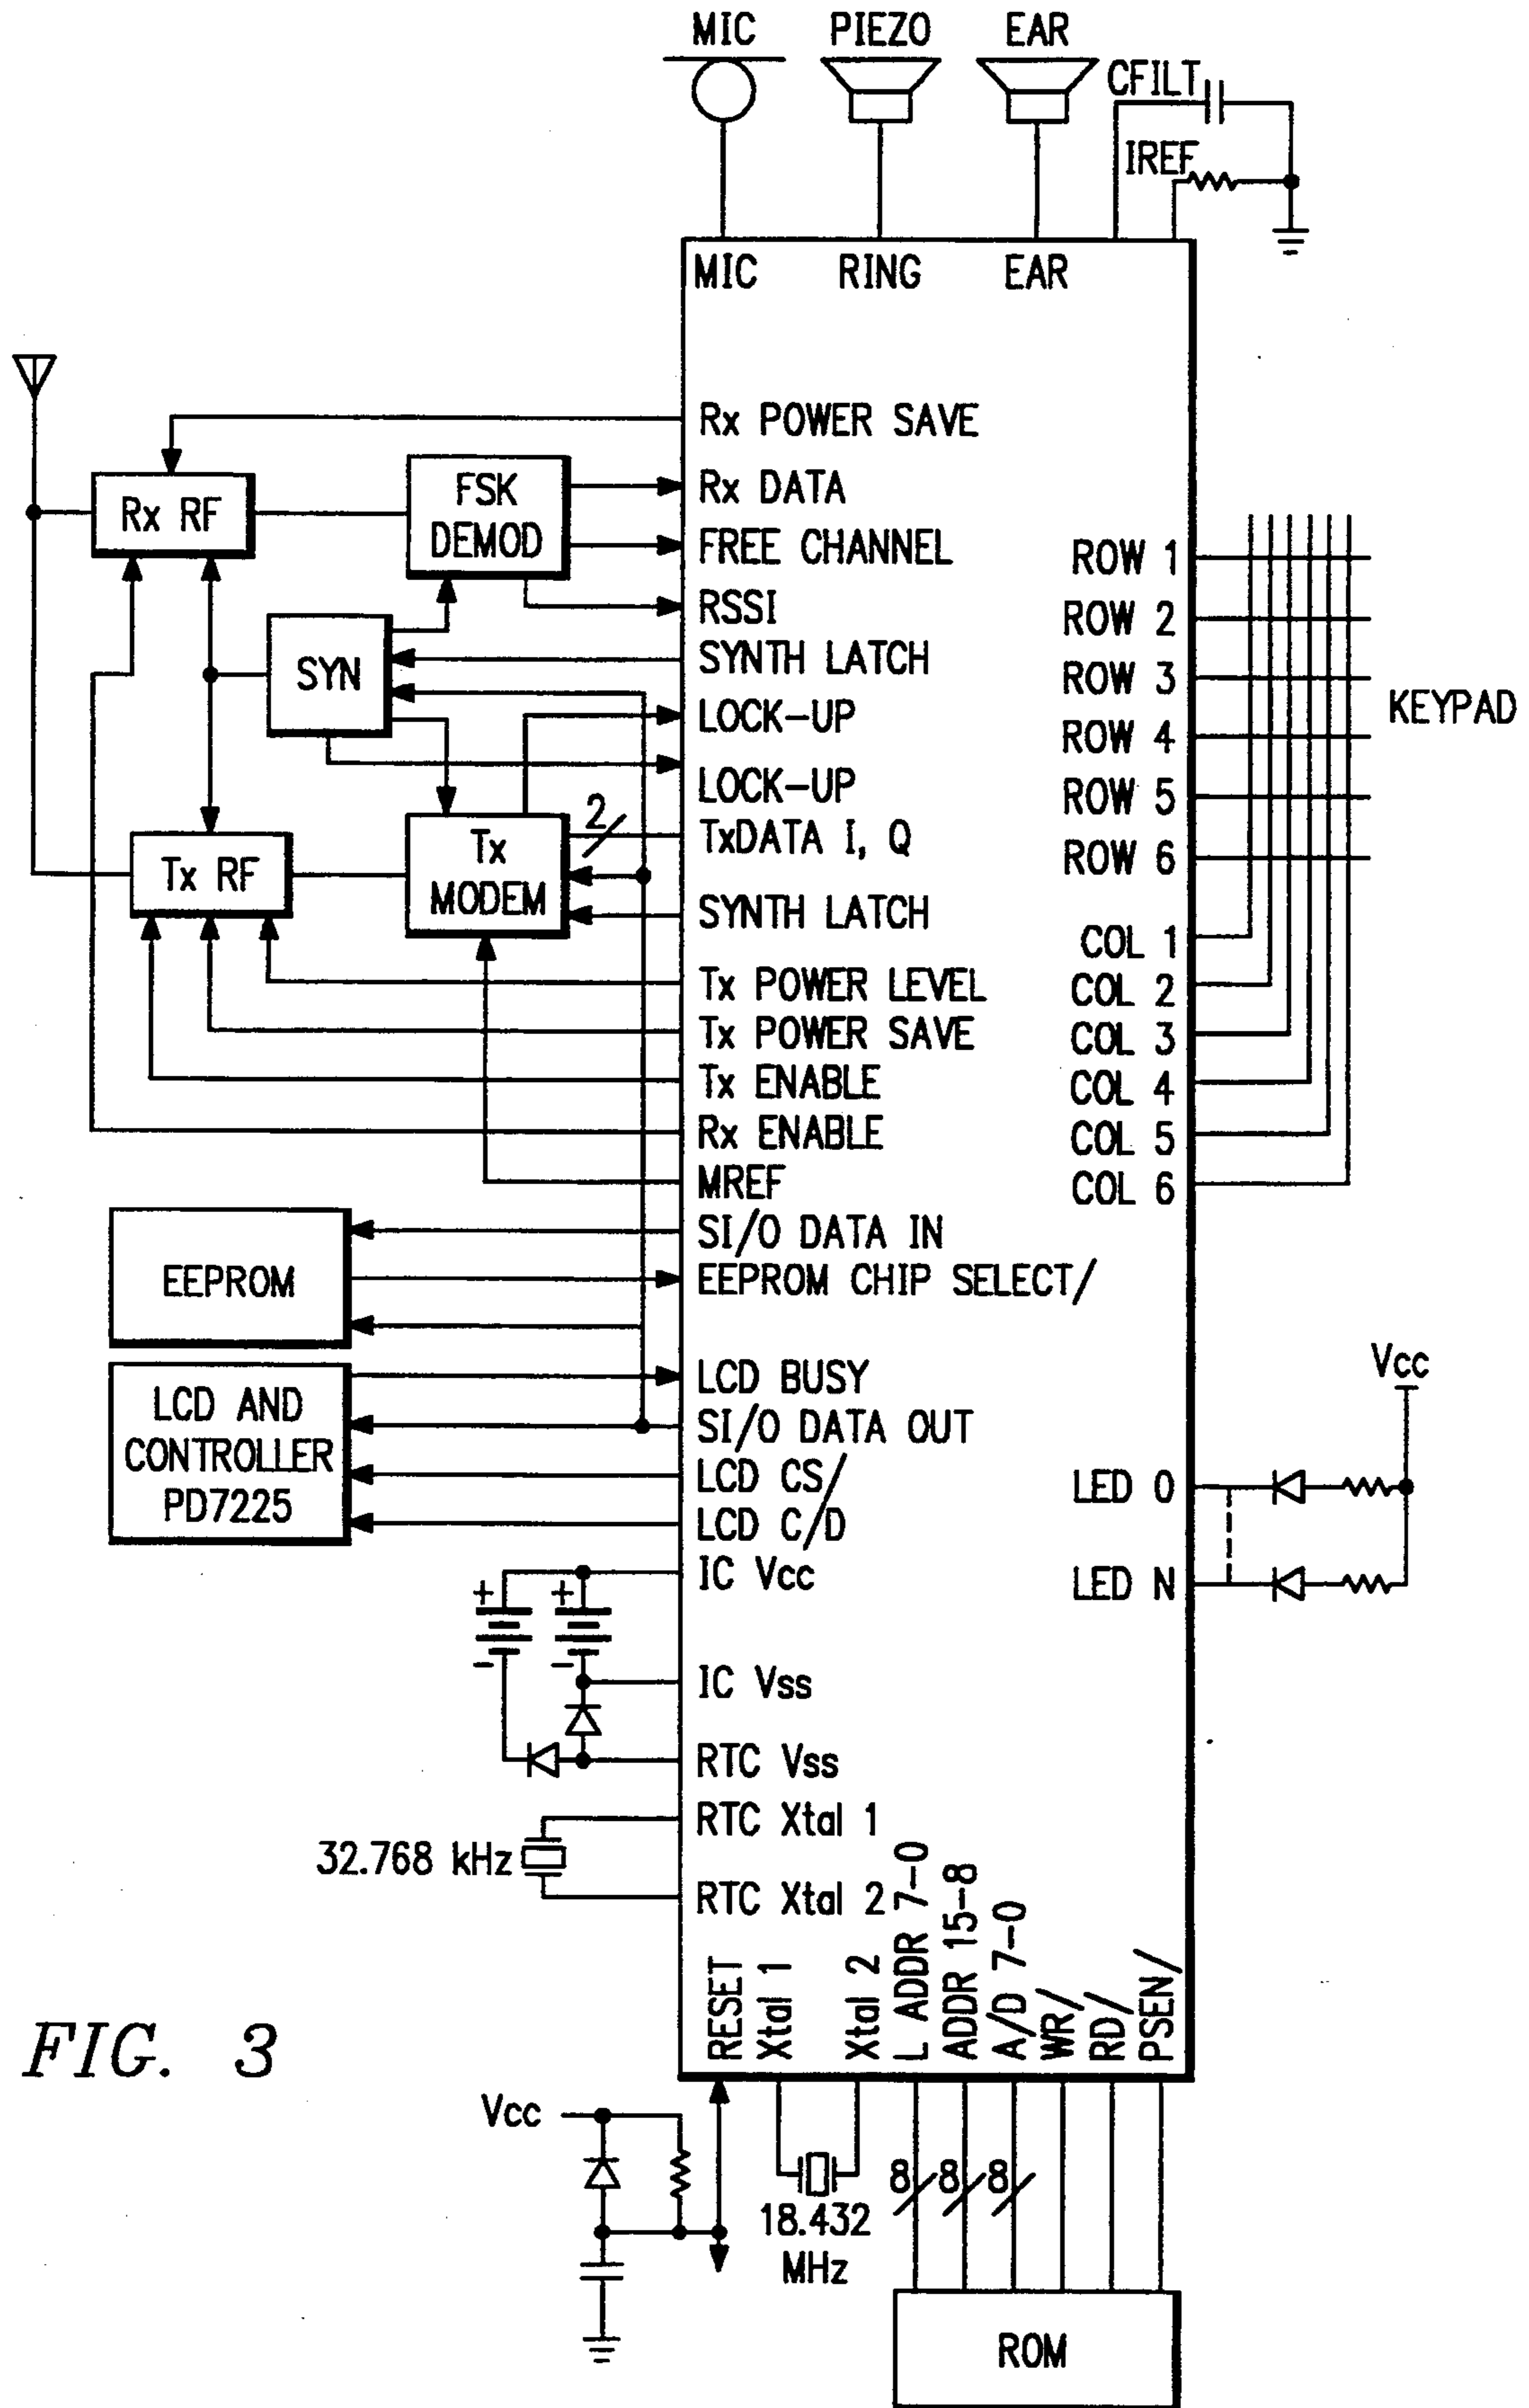 MIC PIEZO EAR
CFILT
IREF
MIC RING EAR
Rx POWER SAVE
Rx RF
FSK
DEMOD
Rx DATA
FREE CHANNEL
RSSI
SYN
SYNTH LATCH
LOCK-UP
LOCK-UP
2
TxDATA I, Q
Tx RF
Tx
MODEM
SYNTH LATCH
Tx POWER LEVEL
Tx POWER SAVE
Tx ENABLE
Rx ENABLE
MREF
ROW 1
ROW 2
ROW 3
ROW 4
ROW 5
ROW 6
KEYPAD
COL 1
COL 2
COL 3
COL 4
COL 5
COL 6
EEPROM
SI/O DATA IN
EEPROM CHIP SELECT/
LCD AND
CONTROLLER
PD7225
LCD BUSY
SI/O DATA OUT
LCD CS/
LCD C/D
Vcc
LED 0
LED N
IC Vcc
+ +
- -
IC Vss
RTC Vss
RTC Xtal 1
32.768 kHz
RTC Xtal 2
RESET
Xtal 1
Xtal 2
L ADDR 7-0
ADDR 15-8
A/D 7-0
WR/
RD/
PSEN/
FIG. 3
Vcc
18.432
MHz
8 8 8
ROM